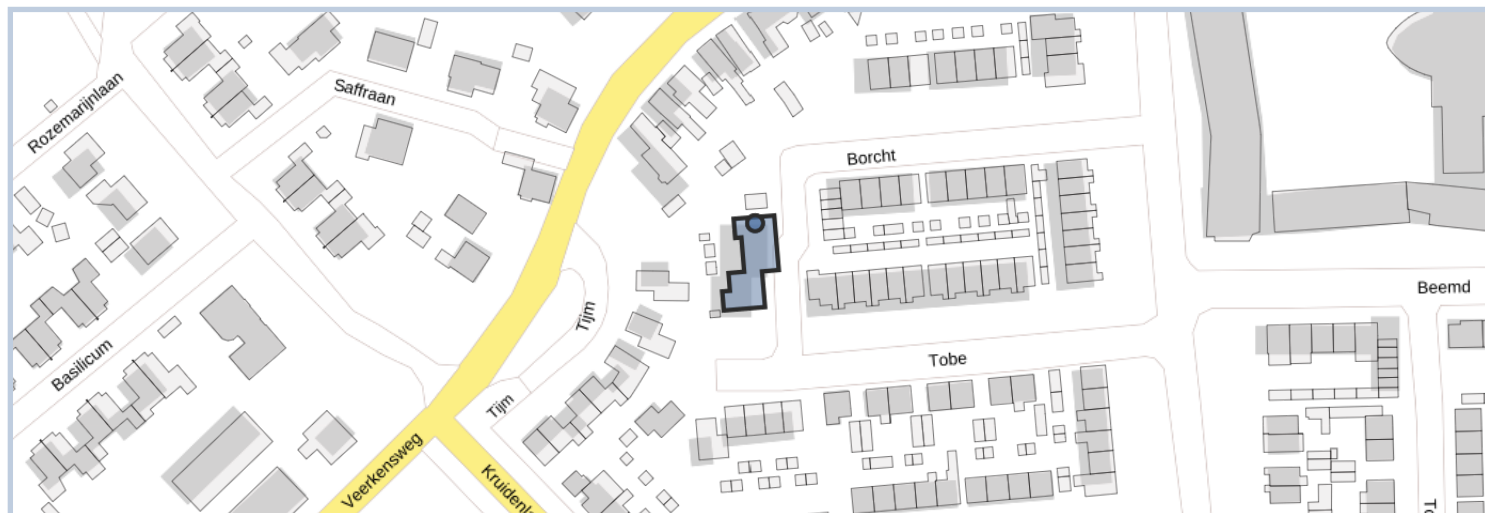 Rozemarijnlaan
Saffraan
Borcht
Beemd
Tijm
Basilicum
Tobe
Tijm
Veerkensweg